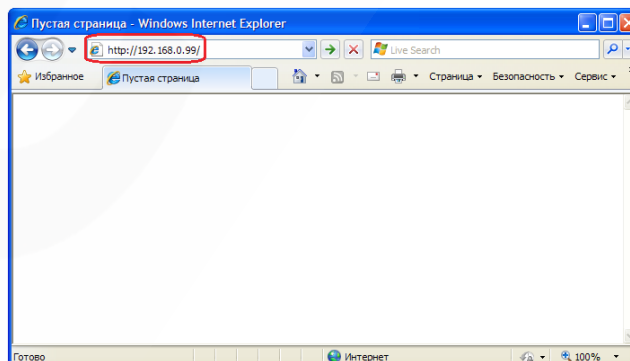 Пустая страница - Windows Internet Explorer
http://192.168.0.99/ Live Search
Избранное Пустая страница Страница Безопасность Сервис
Готово Интернет 100%